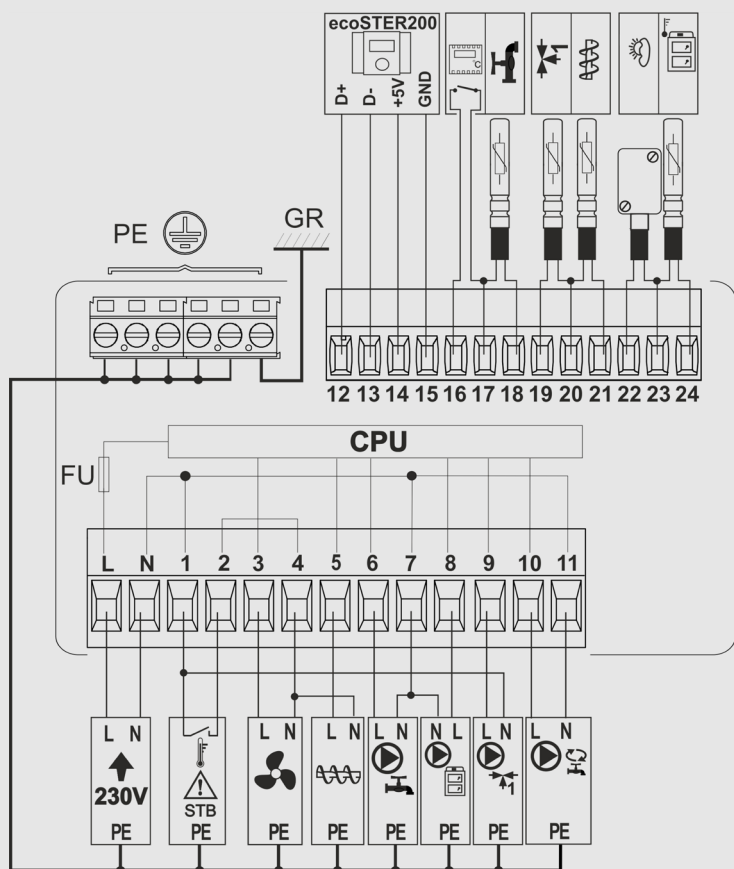 ecoSTER200
°C
1
D+ D- +5V GND
PE GR
12 13 14 15 16 17 18 19 20 21 22 23 24
CPU
FU
L N 1 2 3 4 5 6 7 8 9 10 11
L N L N L N L N N L L N L N
230V
STB
1
PE PE PE PE PE PE PE PE